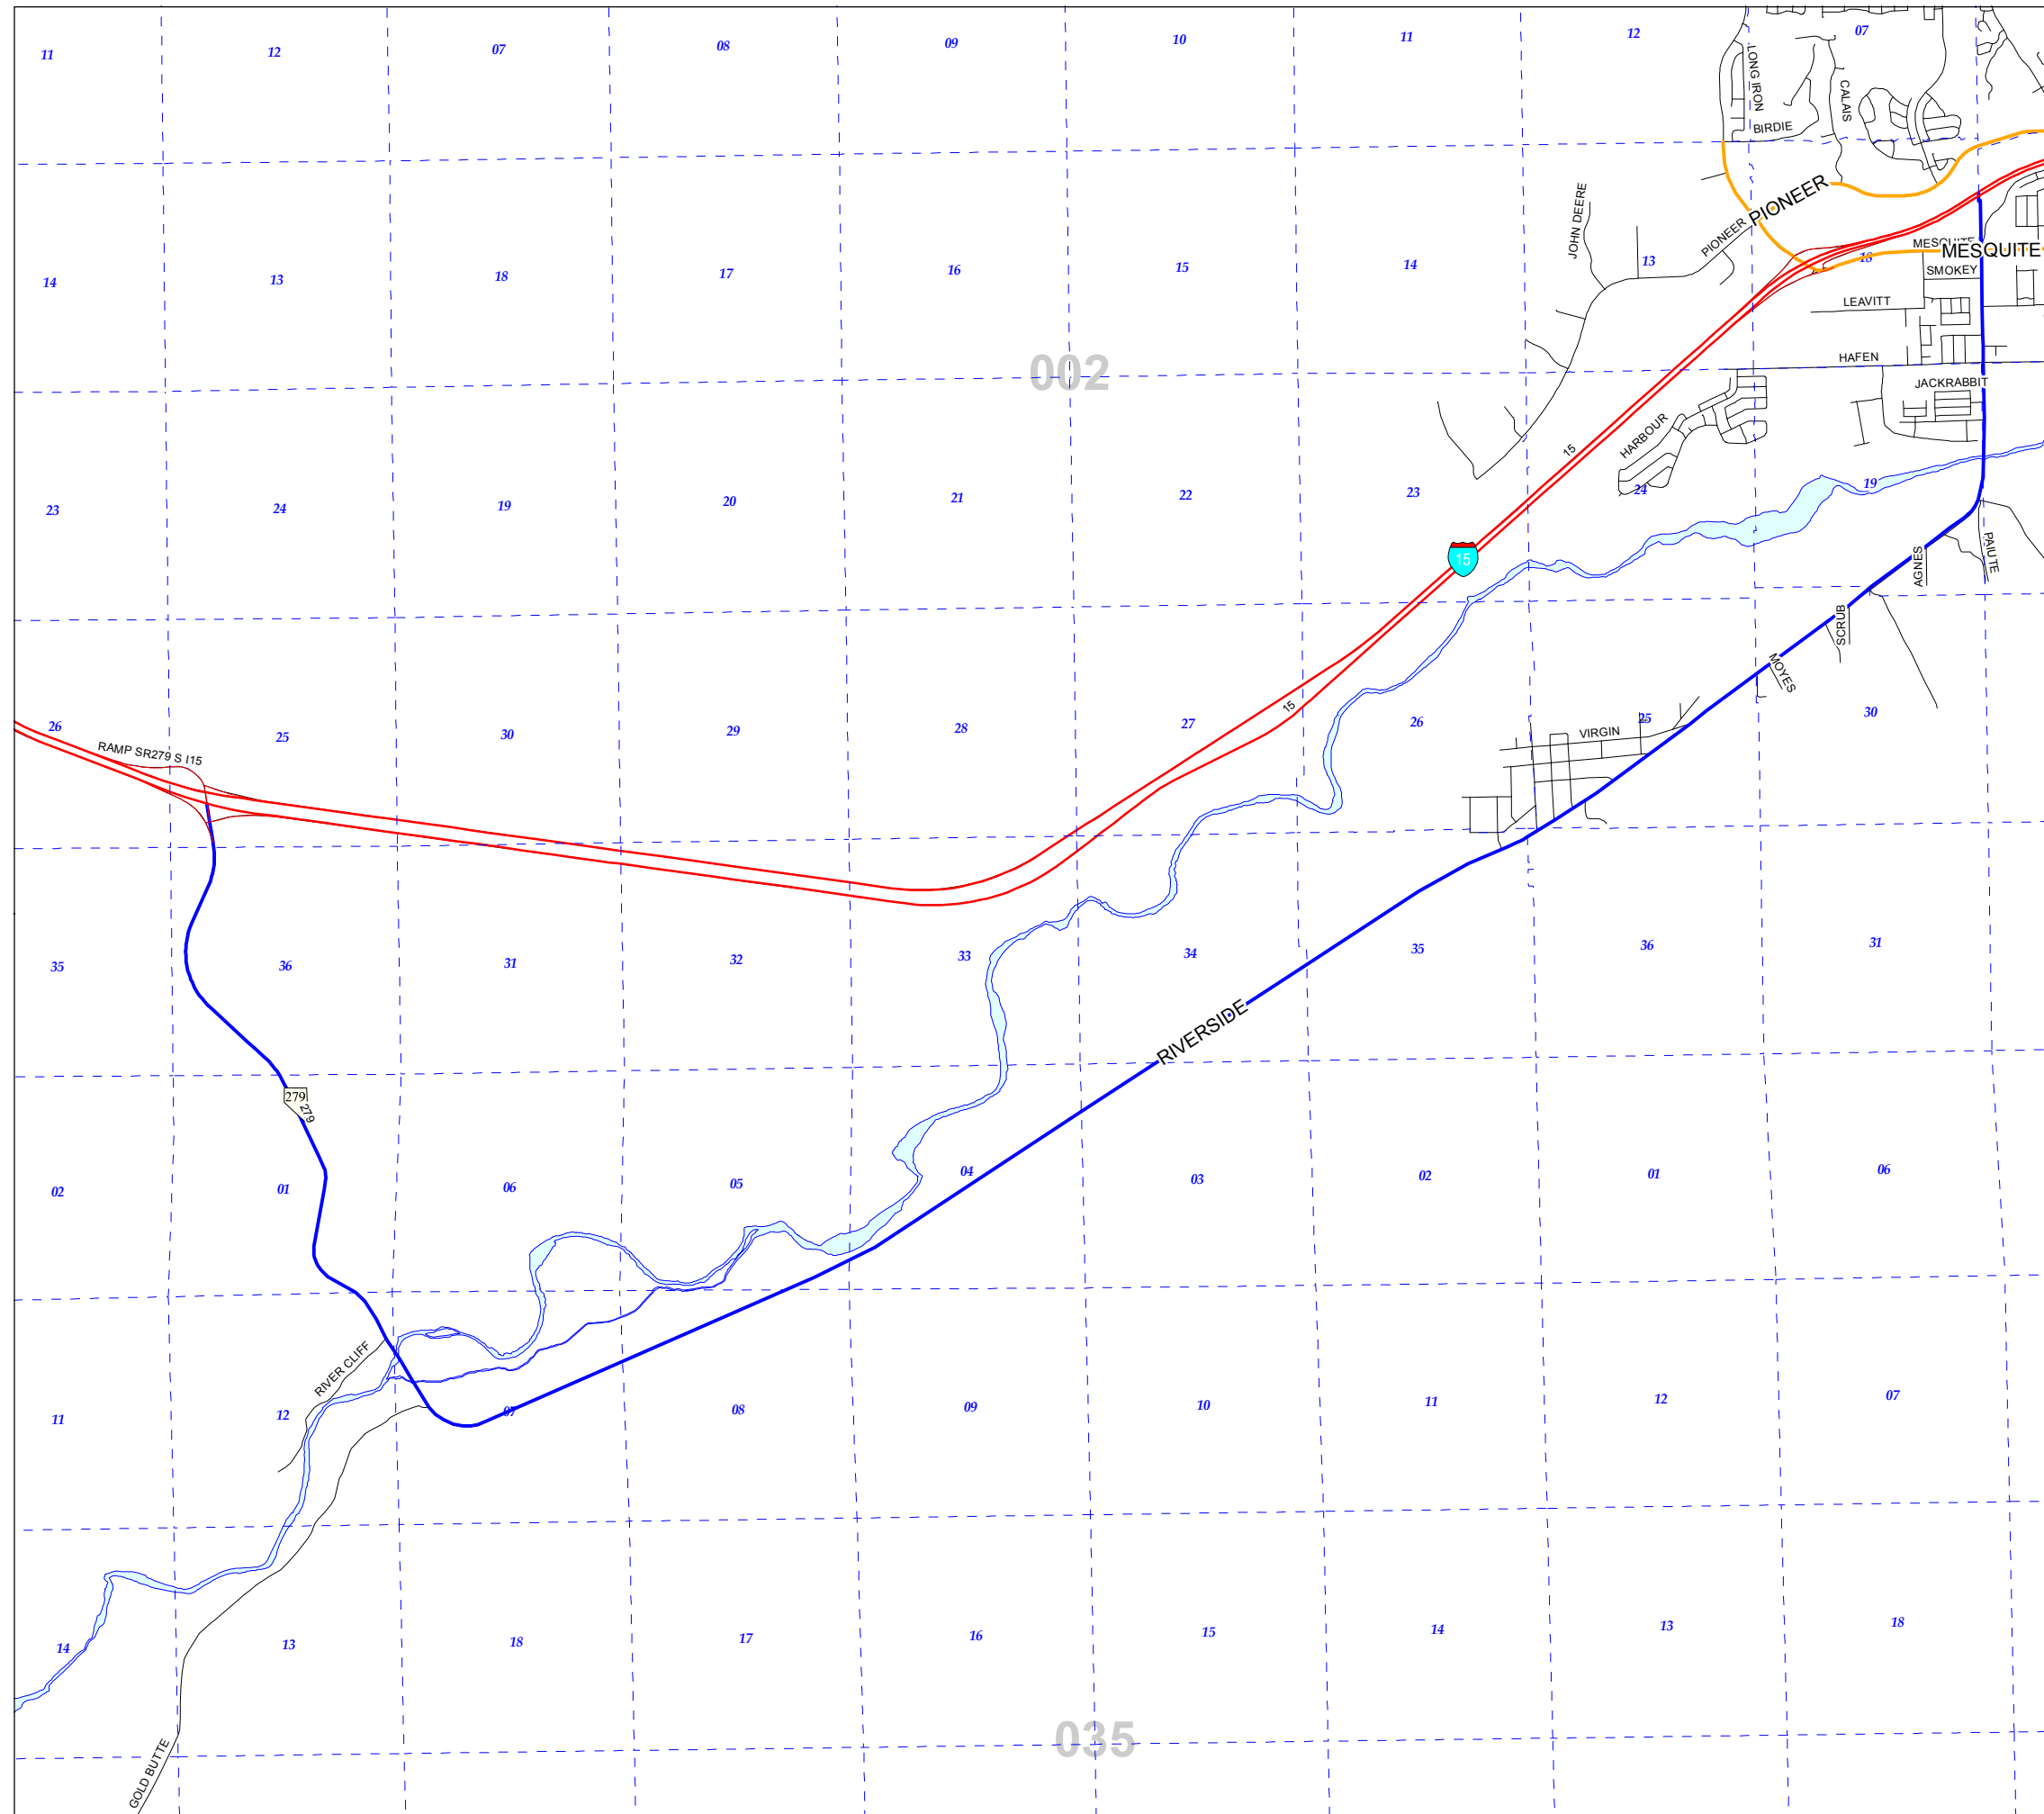 11 12 07 08 09 10 11 12 07
LONG IRON
CALAIS
BIRDIE
JOHN DEERE
PIONEER
PIONEER
MESQUITE
MESQUITE
14 13 18 17 16 15 14 13 18
SMOKEY
LEAVITT
HAFEN
002
JACKRABBIT
HARBOUR
15
23 24 19 20 21 22 23 24 19
15
AGNES
PAIUTE
SCRUB
MOYES
15
26 25 30 29 28 27 26 25 30
VIRGIN
RAMP SR279 S I15
35 36 31 32 33 34 35 36 31
RIVERSIDE
279
279
02 01 06 05 04 03 02 01 06
RIVER CLIFF
11 12 07 08 09 10 11 12 07
14 13 18 17 16 15 14 13 18
035
GOLD BUTTE